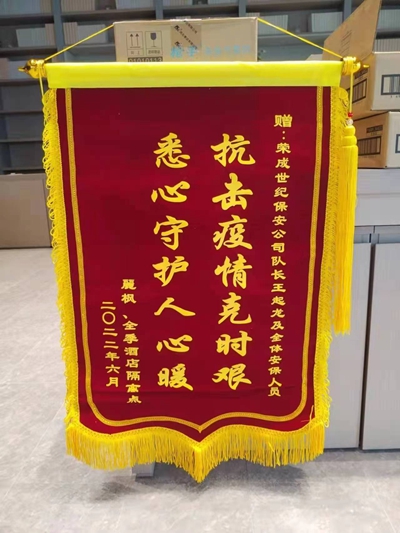 赠:荣成世纪保安公司队长王起龙及全体安保人员
抗击疫情克时艰
悉心守护人心暖
麗枫、全季酒店隔离点
二〇二二年六月